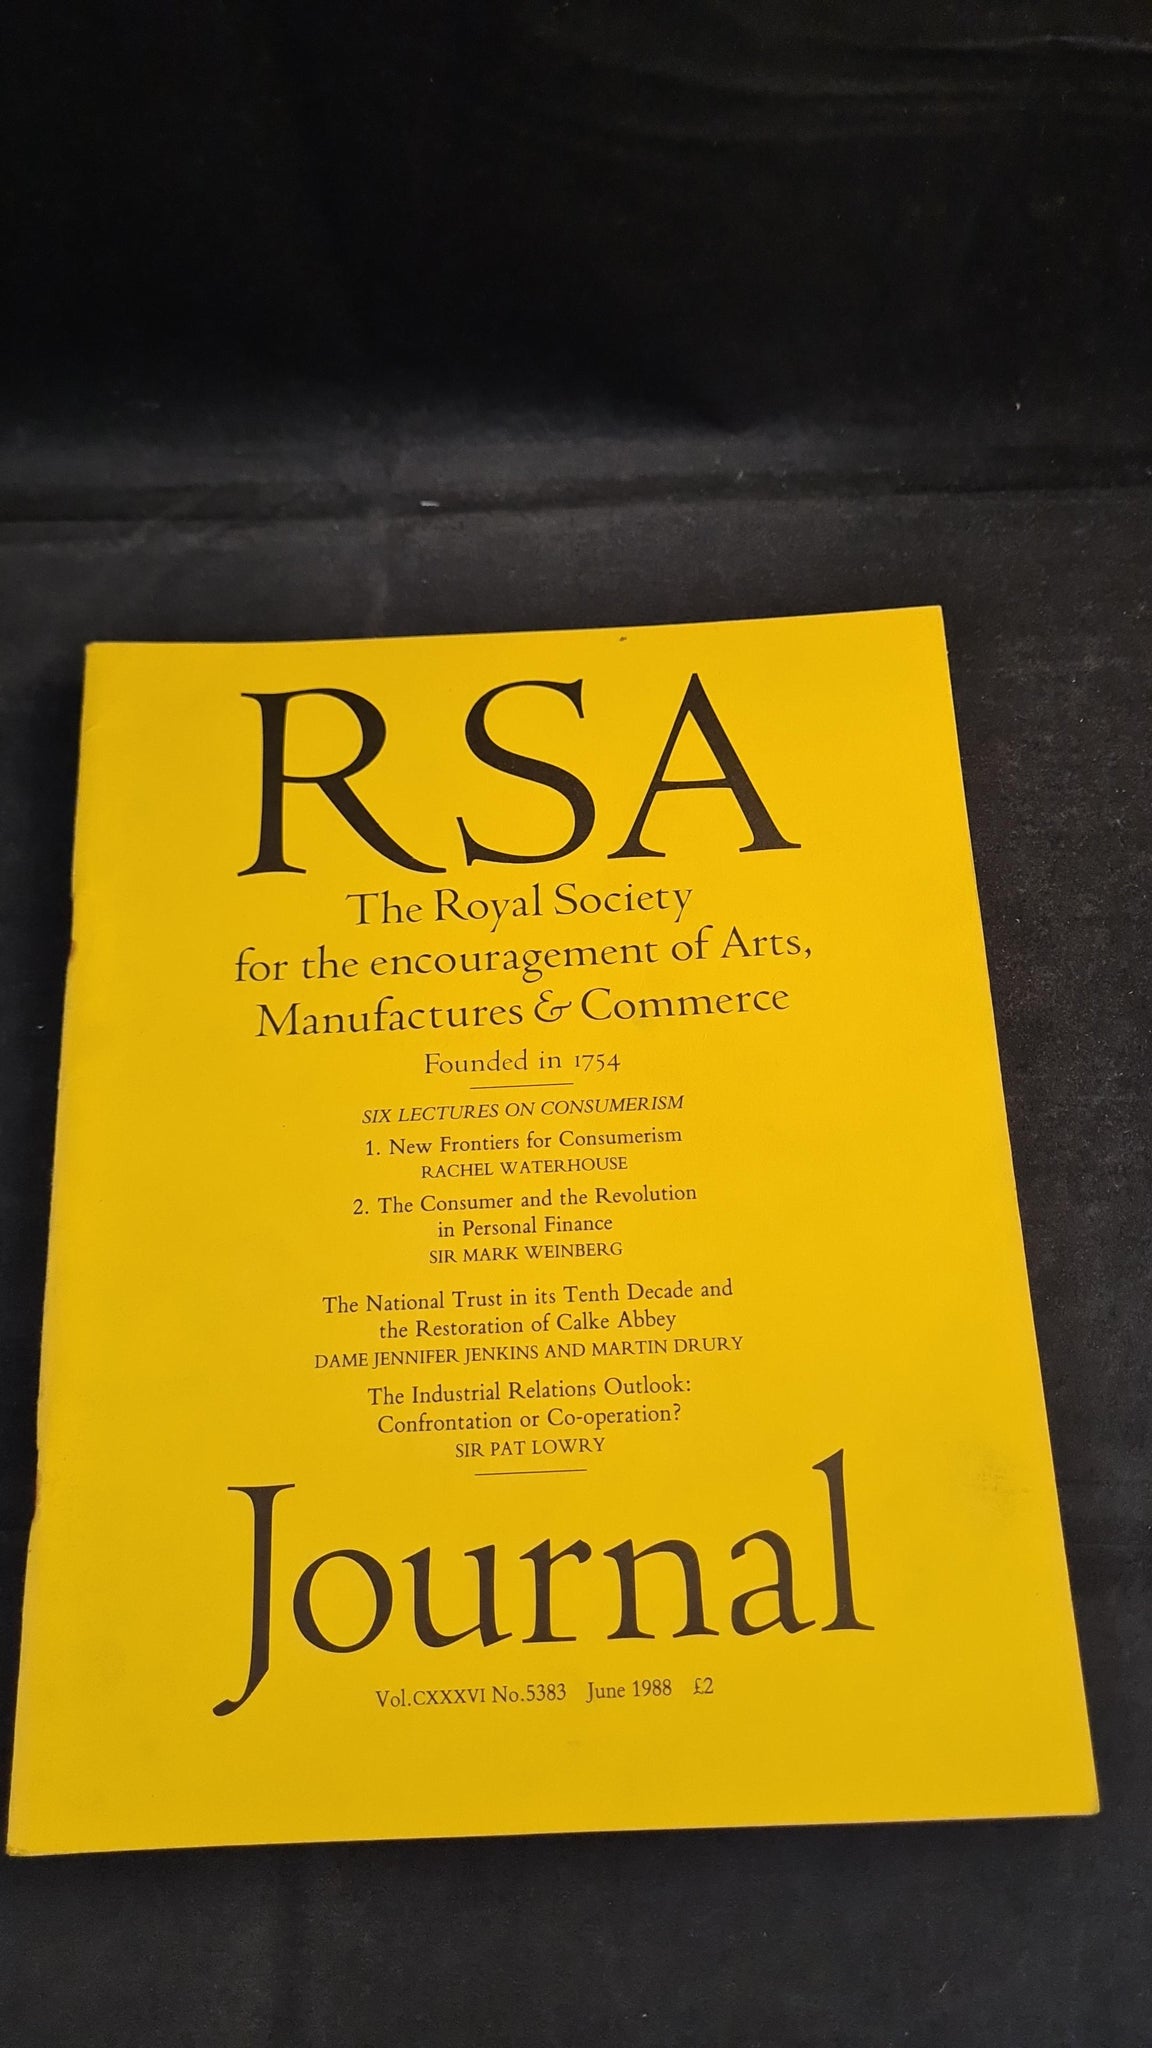 RSA
The Royal Society
for the encouragement of Arts,
Manufactures & Commerce
Founded in 1754
SIX LECTURES ON CONSUMERISM
1. New Frontiers for Consumerism
RACHEL WATERHOUSE
2. The Consumer and the Revolution
in Personal Finance
SIR MARK WEINBERG
The National Trust in its Tenth Decade and
the Restoration of Calke Abbey
DAME JENNIFER JENKINS AND MARTIN DRURY
The Industrial Relations Outlook:
Confrontation or Co-operation?
SIR PAT LOWRY
Journal
Vol.CXXXVI No.5383 June 1988 £2